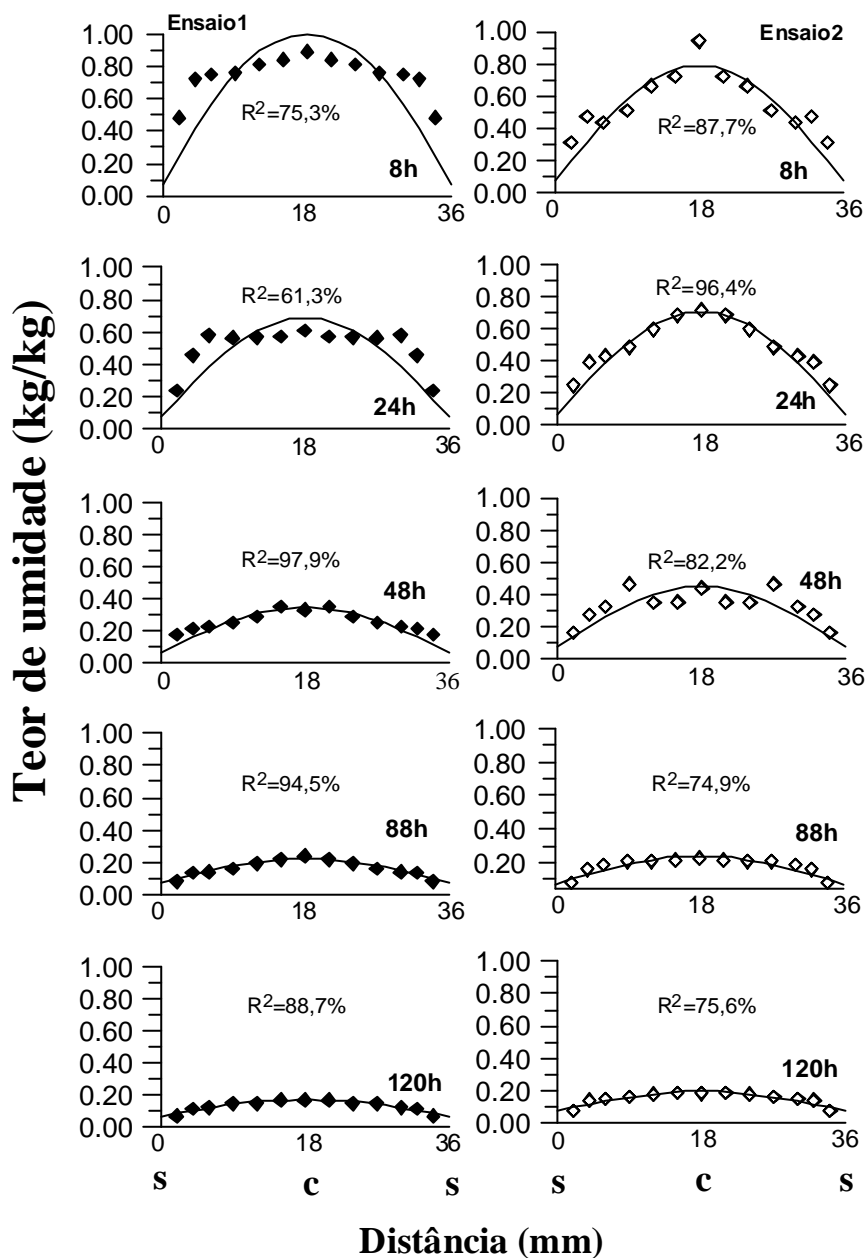 Teor de umidade (kg/kg)
Ensaio1
1.00
0.80
0.60
0.40
0.20
0.00
R²=75,3%
8h
0 18 36
Ensaio2
1.00
0.80
0.60
0.40
0.20
0.00
R²=87,7%
8h
0 18 36
1.00
0.80
0.60
0.40
0.20
0.00
R²=61,3%
24h
0 18 36
1.00
0.80
0.60
0.40
0.20
0.00
R²=96,4%
24h
0 18 36
1.00
0.80
0.60
0.40
0.20
0.00
R²=97,9%
48h
0 18 36
1.00
0.80
0.60
0.40
0.20
0.00
R²=82,2%
48h
0 18 36
1.00
0.80
0.60
0.40
0.20
0.00
R²=94,5%
88h
0 18 36
1.00
0.80
0.60
0.40
0.20
0.00
R²=74,9%
88h
0 18 36
1.00
0.80
0.60
0.40
0.20
0.00
R²=88,7%
120h
0 18 36
1.00
0.80
0.60
0.40
0.20
0.00
R²=75,6%
120h
0 18 36
s c s s c s
Distância (mm)